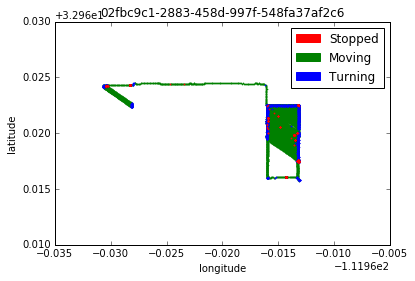 02fbc9c1-2883-458d-997f-548fa37af2c6
+3.296e1
0.030
0.025
0.020
0.015
0.010
latitude
Stopped
Moving
Turning
−0.035
−0.030
−0.025
−0.020
−0.015
−0.010
−0.005
longitude
−1.1196e2